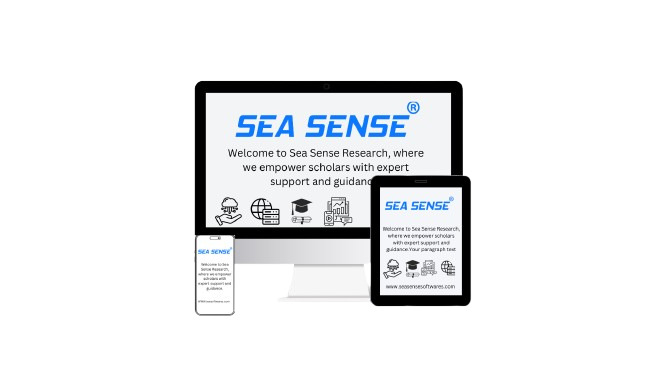 SEA SENSE®
Welcome to Sea Sense Research, where
we empower scholars with expert
support and guidanc
SEA SENSE®
Welcome to Sea Sense Research,
where we empower scholars
with expert support and
guidance.Your paragraph text
www.seasensesoftwares.com
SEA SENSE®
Welcome to Sea
Sense Research,
where we empower
scholars with
expert support and
guidance